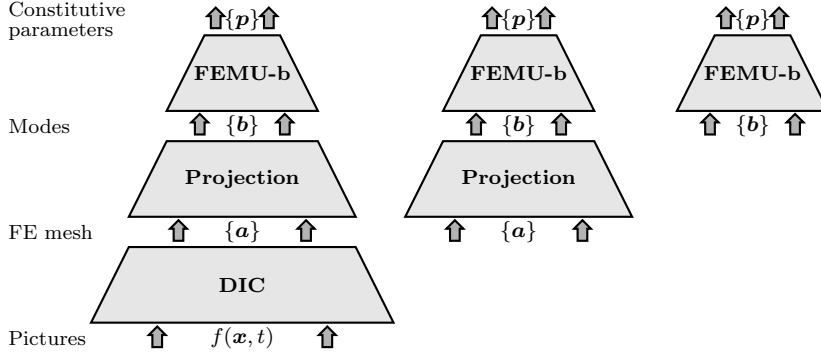 Constitutive
parameters
{p} {p} {p}
FEMU-b FEMU-b FEMU-b
Modes {b} {b} {b}
Projection Projection
FE mesh {a} {a}
DIC
Pictures f(x, t)